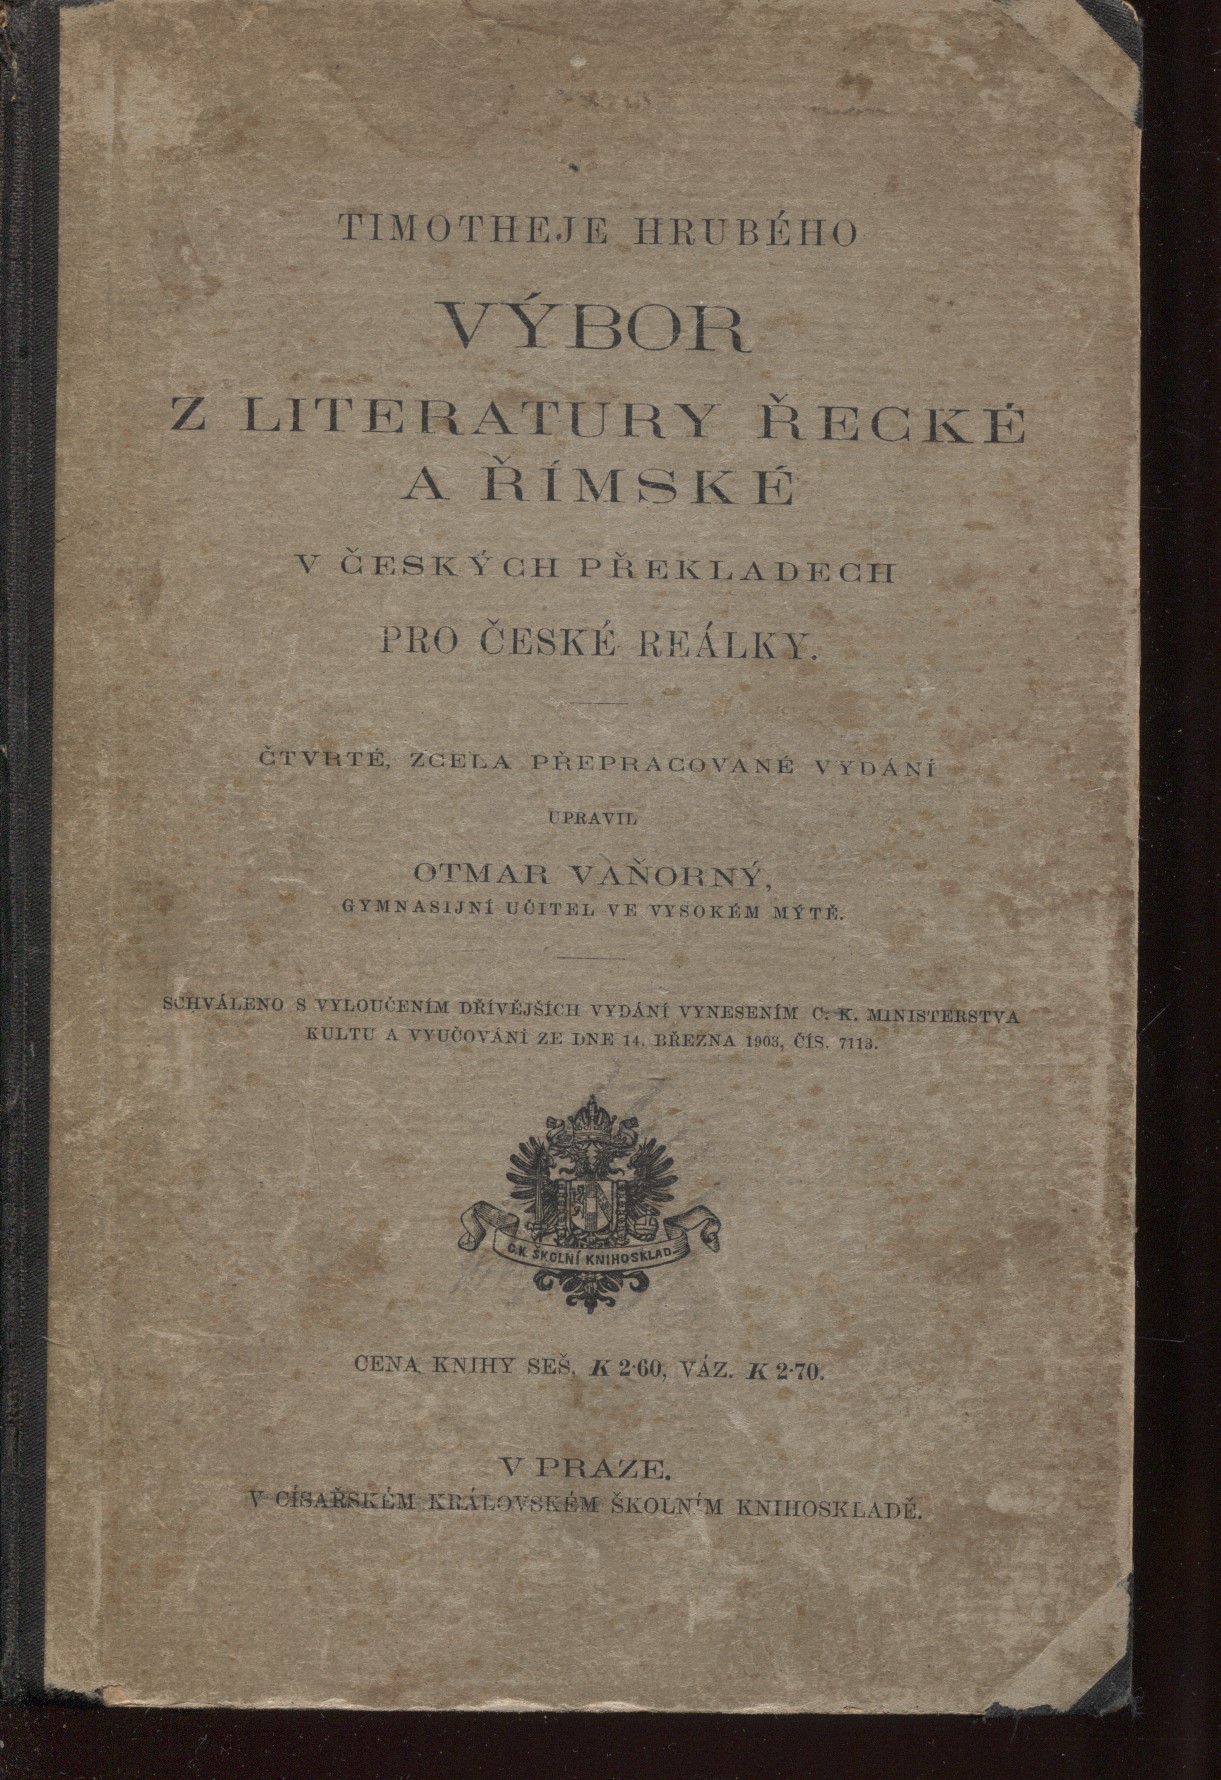 TIMOTHEJE HRUBÉHO
VÝBOR
Z LITERATURY ŘECKÉ
A ŘÍMSKÉ
V ČESKÝCH PŘEKLADECH
PRO ČESKÉ REÁLKY.
ČTVRTÉ, ZCELA PŘEPRACOVANÉ VYDÁNÍ
UPRAVIL
OTMAR VAŇORNÝ,
GYMNASIJNÍ UČITEL VE VYSOKÉM MÝTĚ.
SCHVÁLENO S VYLOUČENÍM DŘÍVĚJŠÍCH VYDÁNÍ VYNESENÍM C. K. MINISTERSTVA
KULTU A VYUČOVÁNÍ ZE DNE 14. BŘEZNA 1903, ČÍS. 7113.
C.K. ŠKOLNÍ KNIHOSKLAD
CENA KNIHY SEŠ. K 2·60, VÁZ. K 2·70.
V PRAZE.
V CÍSAŘSKÉM KRÁLOVSKÉM ŠKOLNÍM KNIHOSKLADĚ.